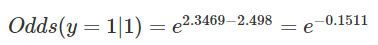 Odds(y = 1|1) = e^{2.3469−2.498} = e^{−0.1511}